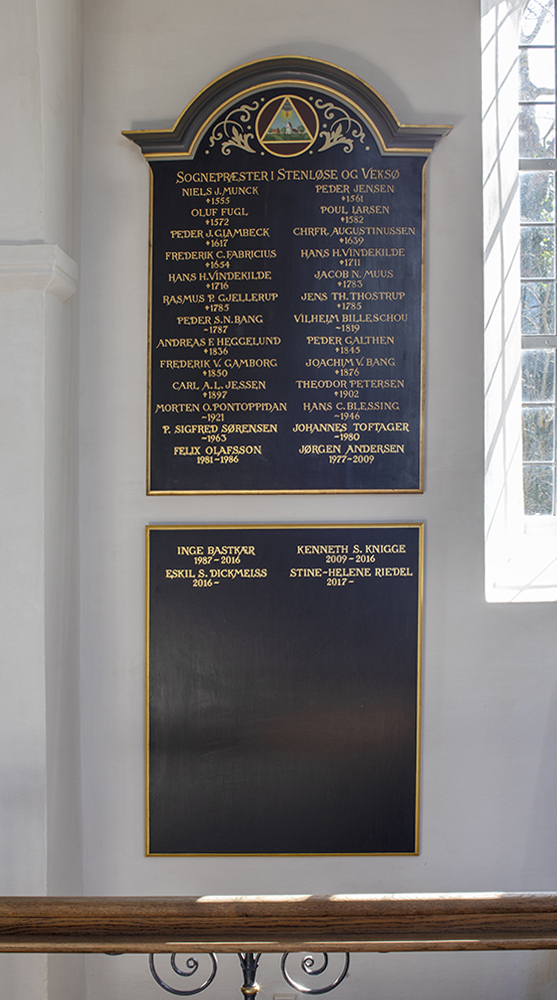 SOGNEPRÆSTER I STENLØSE OG VEKSØ
NIELS J. MUNCK PEDER JENSEN
+1555 +1561
OLUF FUGL POUL LARSEN
+1572 +1582
PEDER J. GLAMBECK CHRFR. AUGUSTINUSSEN
+1617 +1639
FREDERIK C. FABRICIUS HANS H. VINDEKILDE
+1654 +1711
HANS H. VINDEKILDE JACOB N. MUUS
+1716 +1783
RASMUS P. GJELLERUP JENS TH. THOSTRUP
+1785 +1785
PEDER S.N. BANG VILHELM BILLESCHOU
~1787 ~1819
ANDREAS F. HEGGELUND PEDER GALTHEN
+1836 +1845
FREDERIK V. GAMBORG JOACHIM V. BANG
+1850 +1876
CARL A.L. JESSEN THEODOR PETERSEN
+1897 +1902
MORTEN O. PONTOPPIDAN HANS C. BLESSING
~1921 ~1946
P. SIGFRED SØRENSEN JOHANNES TOFTAGER
~1963 ~1980
FELIX OLAFSSON JØRGEN ANDERSEN
1981-1986 1977-2009
INGE BASTKÆR KENNETH S. KNIGGE
1987-2016 2009-2016
ESKIL S. DICKMEISS STINE-HELENE RIEDEL
2016- 2017-